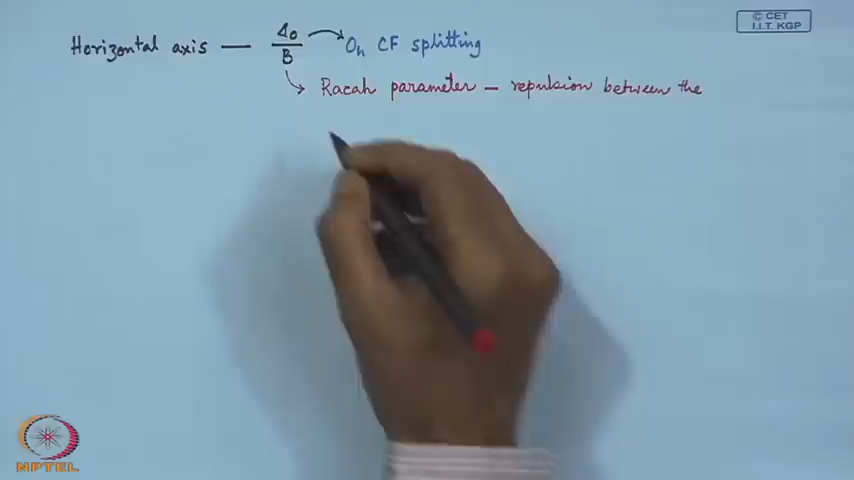 © CET
I.I.T. KGP
Horizontal axis — Δo/B → Oh CF splitting
→ Racah parameter – repulsion between the
NPTEL